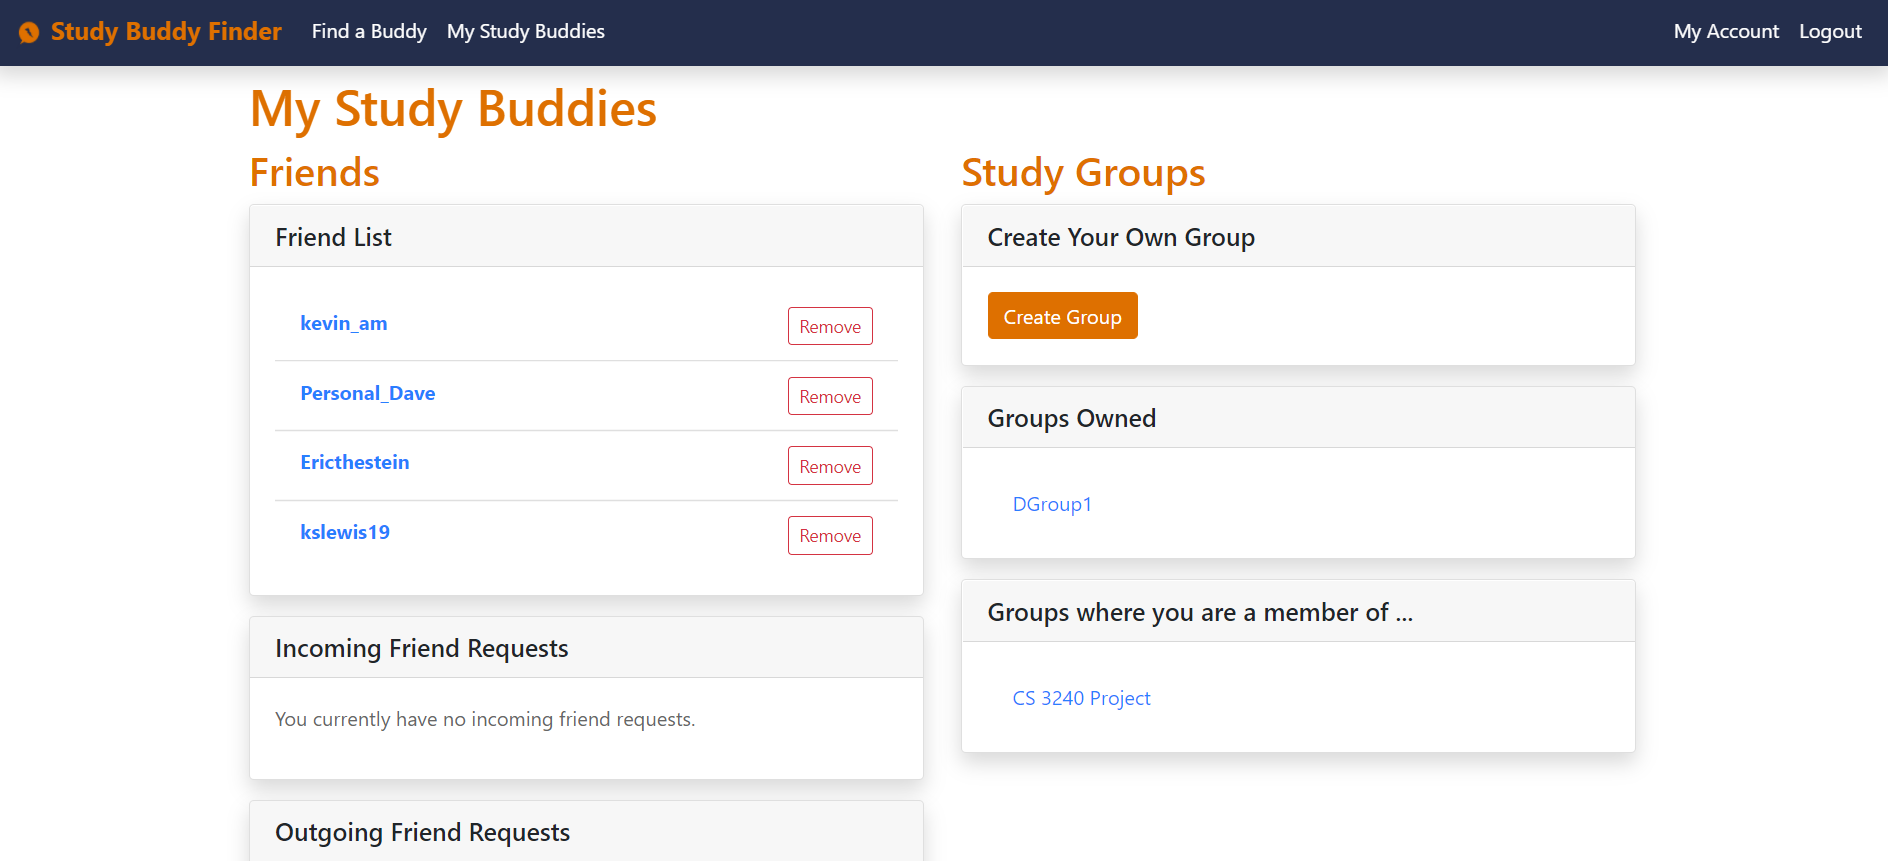 Study Buddy Finder Find a Buddy My Study Buddies My Account Logout
My Study Buddies
Friends
Friend List
kevin_am Remove
Personal_Dave Remove
Ericthestein Remove
kslewis19 Remove
Incoming Friend Requests
You currently have no incoming friend requests.
Outgoing Friend Requests
Study Groups
Create Your Own Group
Create Group
Groups Owned
DGroup1
Groups where you are a member of ...
CS 3240 Project